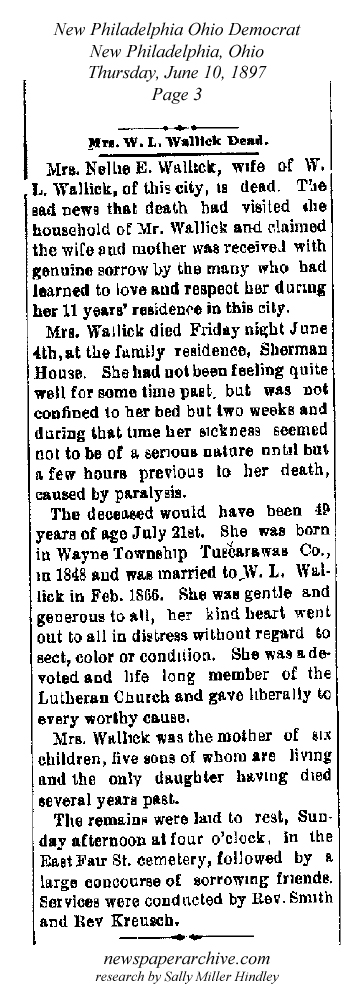 New Philadelphia Ohio Democrat
New Philadelphia, Ohio
Thursday, June 10, 1897
Page 3
Mrs. W. L. Wallick Dead.
Mrs. Nellie E. Wallick, wife of W.
L. Wallick, of this city, is dead. The
sad news that death had visited the
household of Mr. Wallick and claimed
the wife and mother was received with
genuine sorrow by the many who had
learned to love and respect her during
her 11 years' residence in this city.
Mrs. Wallick died Friday night June
4th, at the family residence, Sherman
House. She had not been feeling quite
well for some time past, but was not
confined to her bed but two weeks and
during that time her sickness seemed
not to be of a serious nature until but
a few hours previous to her death,
caused by paralysis.
The deceased would have been 49
years of age July 21st. She was born
in Wayne Township Tuscarawas Co.,
in 1848 and was married to W. L. Wal-
lick in Feb. 1866. She was gentle and
generous to all, her kind heart went
out to all in distress without regard to
sect, color or condition. She was a de-
voted and life long member of the
Lutheran Church and gave liberally to
every worthy cause.
Mrs. Wallick was the mother of six
children, five sons of whom are living
and the only daughter having died
several years past.
The remains were laid to rest, Sun-
day afternoon at four o'clock, in the
East Fair St. cemetery, followed by a
large concourse of sorrowing friends.
Services were conducted by Rev. Smith
and Rev Kreusch.
newspaperarchive.com
research by Sally Miller Hindley